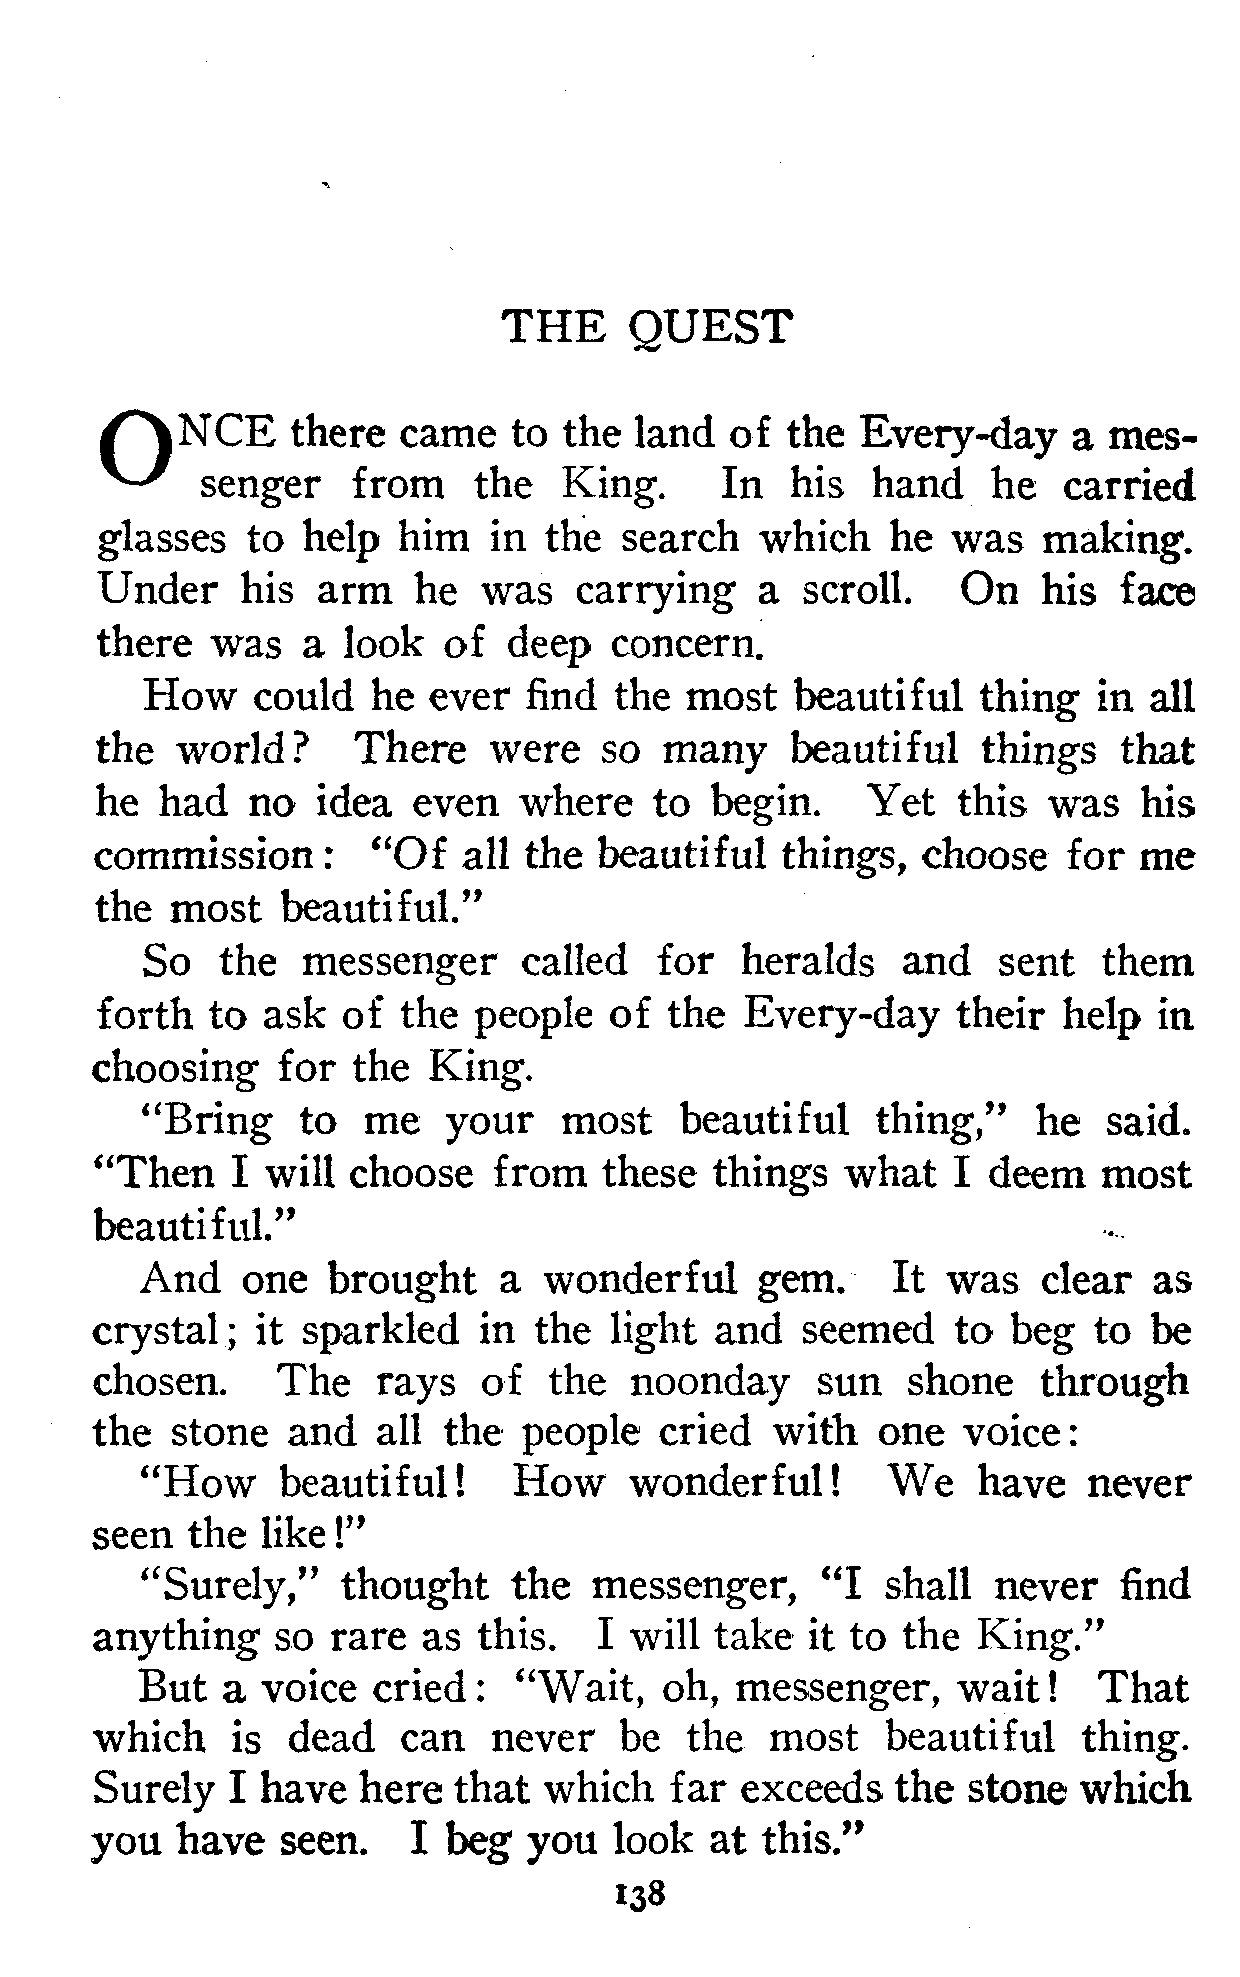 THE QUEST
ONCE there came to the land of the Every-day a mes-
senger from the King. In his hand he carried
glasses to help him in the search which he was making.
Under his arm he was carrying a scroll. On his face
there was a look of deep concern.
How could he ever find the most beautiful thing in all
the world? There were so many beautiful things that
he had no idea even where to begin. Yet this was his
commission: "Of all the beautiful things, choose for me
the most beautiful."
So the messenger called for heralds and sent them
forth to ask of the people of the Every-day their help in
choosing for the King.
"Bring to me your most beautiful thing," he said.
"Then I will choose from these things what I deem most
beautiful."
And one brought a wonderful gem. It was clear as
crystal; it sparkled in the light and seemed to beg to be
chosen. The rays of the noonday sun shone through
the stone and all the people cried with one voice:
"How beautiful! How wonderful! We have never
seen the like!"
"Surely," thought the messenger, "I shall never find
anything so rare as this. I will take it to the King."
But a voice cried: "Wait, oh, messenger, wait! That
which is dead can never be the most beautiful thing.
Surely I have here that which far exceeds the stone which
you have seen. I beg you look at this."
138